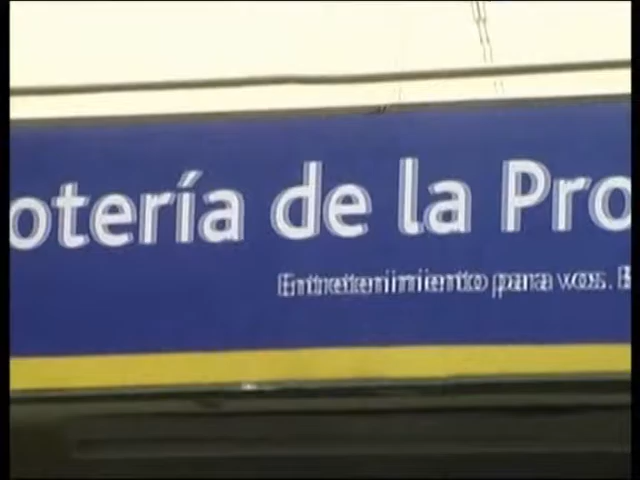 otería de la Pro
Entretenimiento para vos.